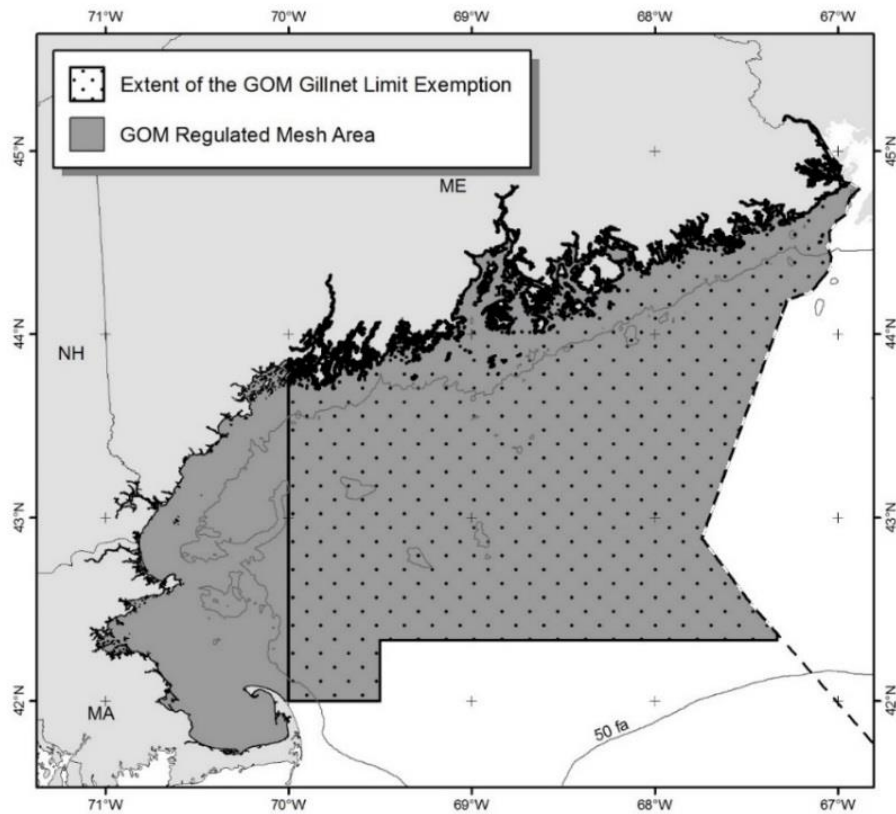 71°W 70°W 69°W 68°W 67°W
Extent of the GOM Gillnet Limit Exemption
GOM Regulated Mesh Area
45°N 45°N
ME
44°N 44°N
NH
43°N 43°N
42°N 42°N
MA
50 fa
71°W 70°W 69°W 68°W 67°W